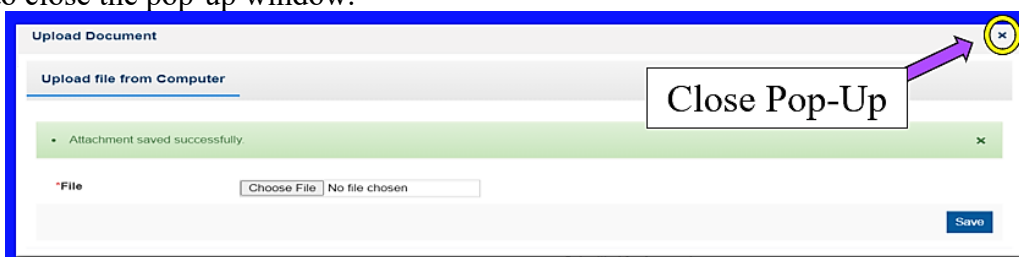 to close the pop-up window.
Upload Document
×
Upload file from Computer
Close Pop-Up
• Attachment saved successfully.
×
*File
Choose File No file chosen
Save